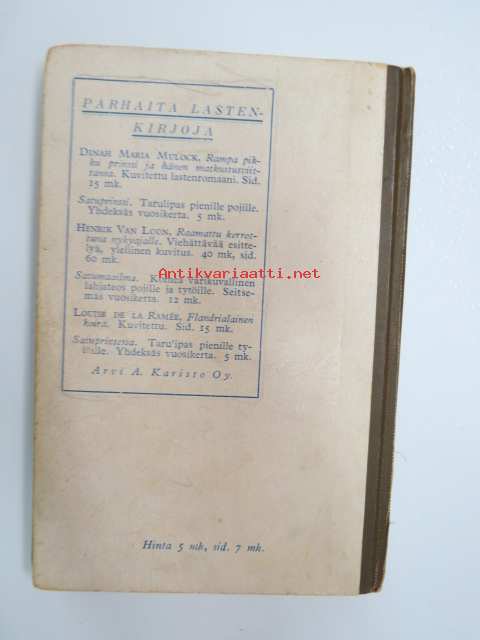 PARHAITA LASTEN-
KIRJOJA
DINAH MARIA MULOCK, Rampa pik-
ku prinssi ja hänen matkustusviit-
tansa. Kuvitettu lastenromaani. Sid.
15 mk.
Satuprinssi. Tarulipas pienille pojille.
Yhdeksäs vuosikerta. 5 mk.
HENRIK VAN LOON, Raamattu kerrot-
tuna nykyajalle. Viehättävää esitte-
lyä, ylellinen kuvitus. 40 mk, sid.
60 mk.
Satumaailma. Komea värikuvallinen
lahjateos pojille ja tytöille. Seitse-
mäs vuosikerta. 12 mk.
LOUISE DE LA RAMÉE, Flandrialainen
koira. Kuvitettu. Sid. 15 mk.
Satuprinsessa. Taru'ipas pienille ty-
töille. Yhdeksäs vuosikerta. 5 mk.
Arvi A. Karisto Oy.
Antikvariaatti.net
Hinta 5 mk, sid. 7 mk.